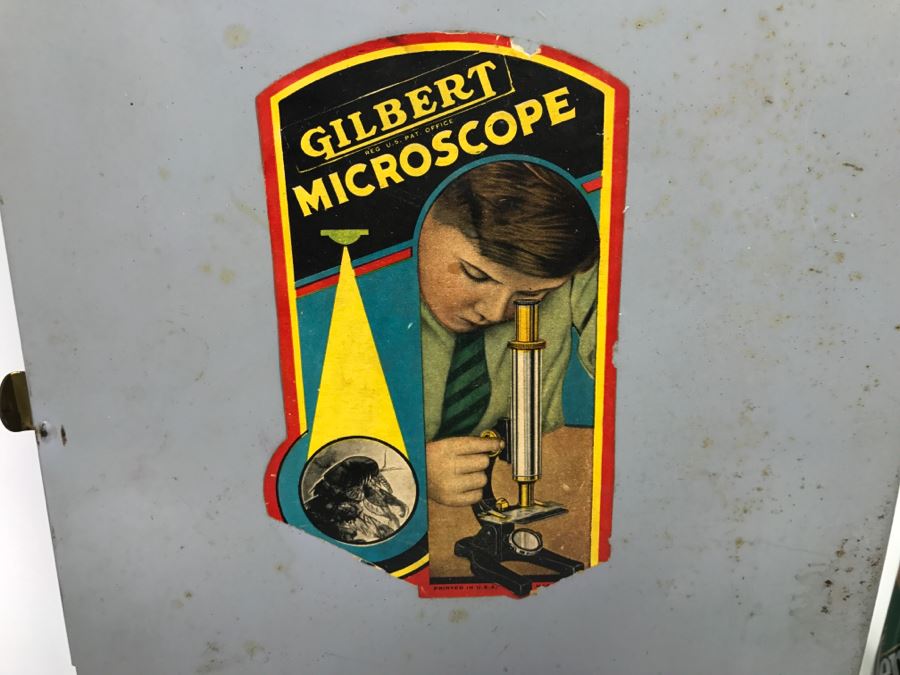 GILBERT
REG U.S. PAT. OFFICE
MICROSCOPE
PRINTED IN U.S.A.